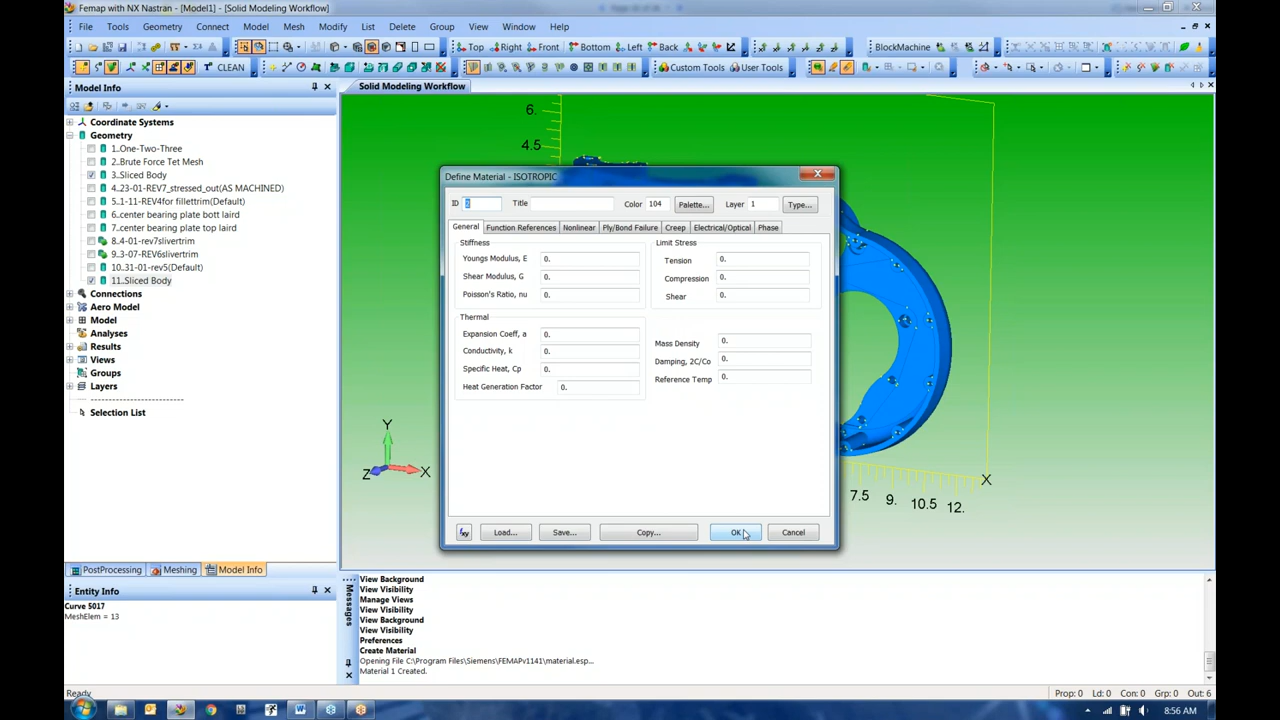 Femap with NX Nastran - [Model1] - [Solid Modeling Workflow]
File Tools Geometry Connect Model Mesh Modify List Delete Group View Window Help
Top Right Front Bottom Left Back BlockMachine
CLEAN Custom Tools User Tools
Model Info
Solid Modeling Workflow
Coordinate Systems
Geometry
1..One-Two-Three
2..Brute Force Tet Mesh
3..Sliced Body
4..23-01-REV7_stressed_out(AS MACHINED)
5..1-11-REV4for fillettrim(Default)
6..center bearing plate bott laird
7..center bearing plate top laird
8..4-01-rev7slivertrim
9..3-07-REV6slivertrim
10..31-01-rev5(Default)
11..Sliced Body
Connections
Aero Model
Model
Analyses
Results
Views
Groups
Layers
Selection List
6.
4.5
Define Material - ISOTROPIC
ID 2 Title Color 104 Palette... Layer 1 Type...
General Function References Nonlinear Ply/Bond Failure Creep Electrical/Optical Phase
Stiffness
Youngs Modulus, E 0.
Shear Modulus, G 0.
Poisson's Ratio, nu 0.
Limit Stress
Tension 0.
Compression 0.
Shear 0.
Thermal
Expansion Coeff, a 0.
Conductivity, k 0.
Specific Heat, Cp 0.
Heat Generation Factor 0.
Mass Density 0.
Damping, 2C/Co 0.
Reference Temp 0.
Load... Save... Copy... OK Cancel
Y
Z X
7.5 9. 10.5 12. X
PostProcessing Meshing Model Info
Entity Info
Curve 5017
MeshElem = 13
Messages
View Background
View Visibility
Manage Views
View Visibility
View Background
View Visibility
Preferences
Create Material
Opening File C:\Program Files\Siemens\FEMAPv1141\material.esp...
Material 1 Created.
Ready
Prop: 0 Ld: 0 Con: 0 Grp: 0 Out: 6
8:56 AM